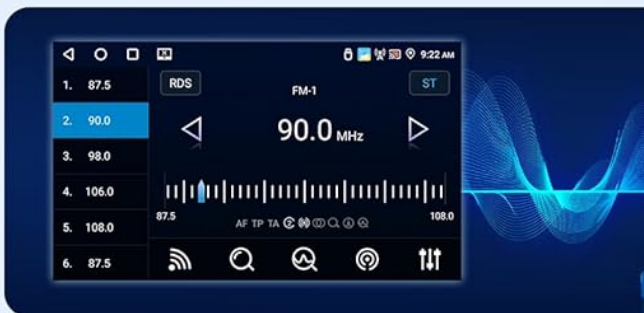 9:22 AM
1. 87.5
2. 90.0
3. 98.0
4. 106.0
5. 108.0
6. 87.5
RDS
FM-1
ST
90.0 MHz
87.5
108.0
AF TP TA